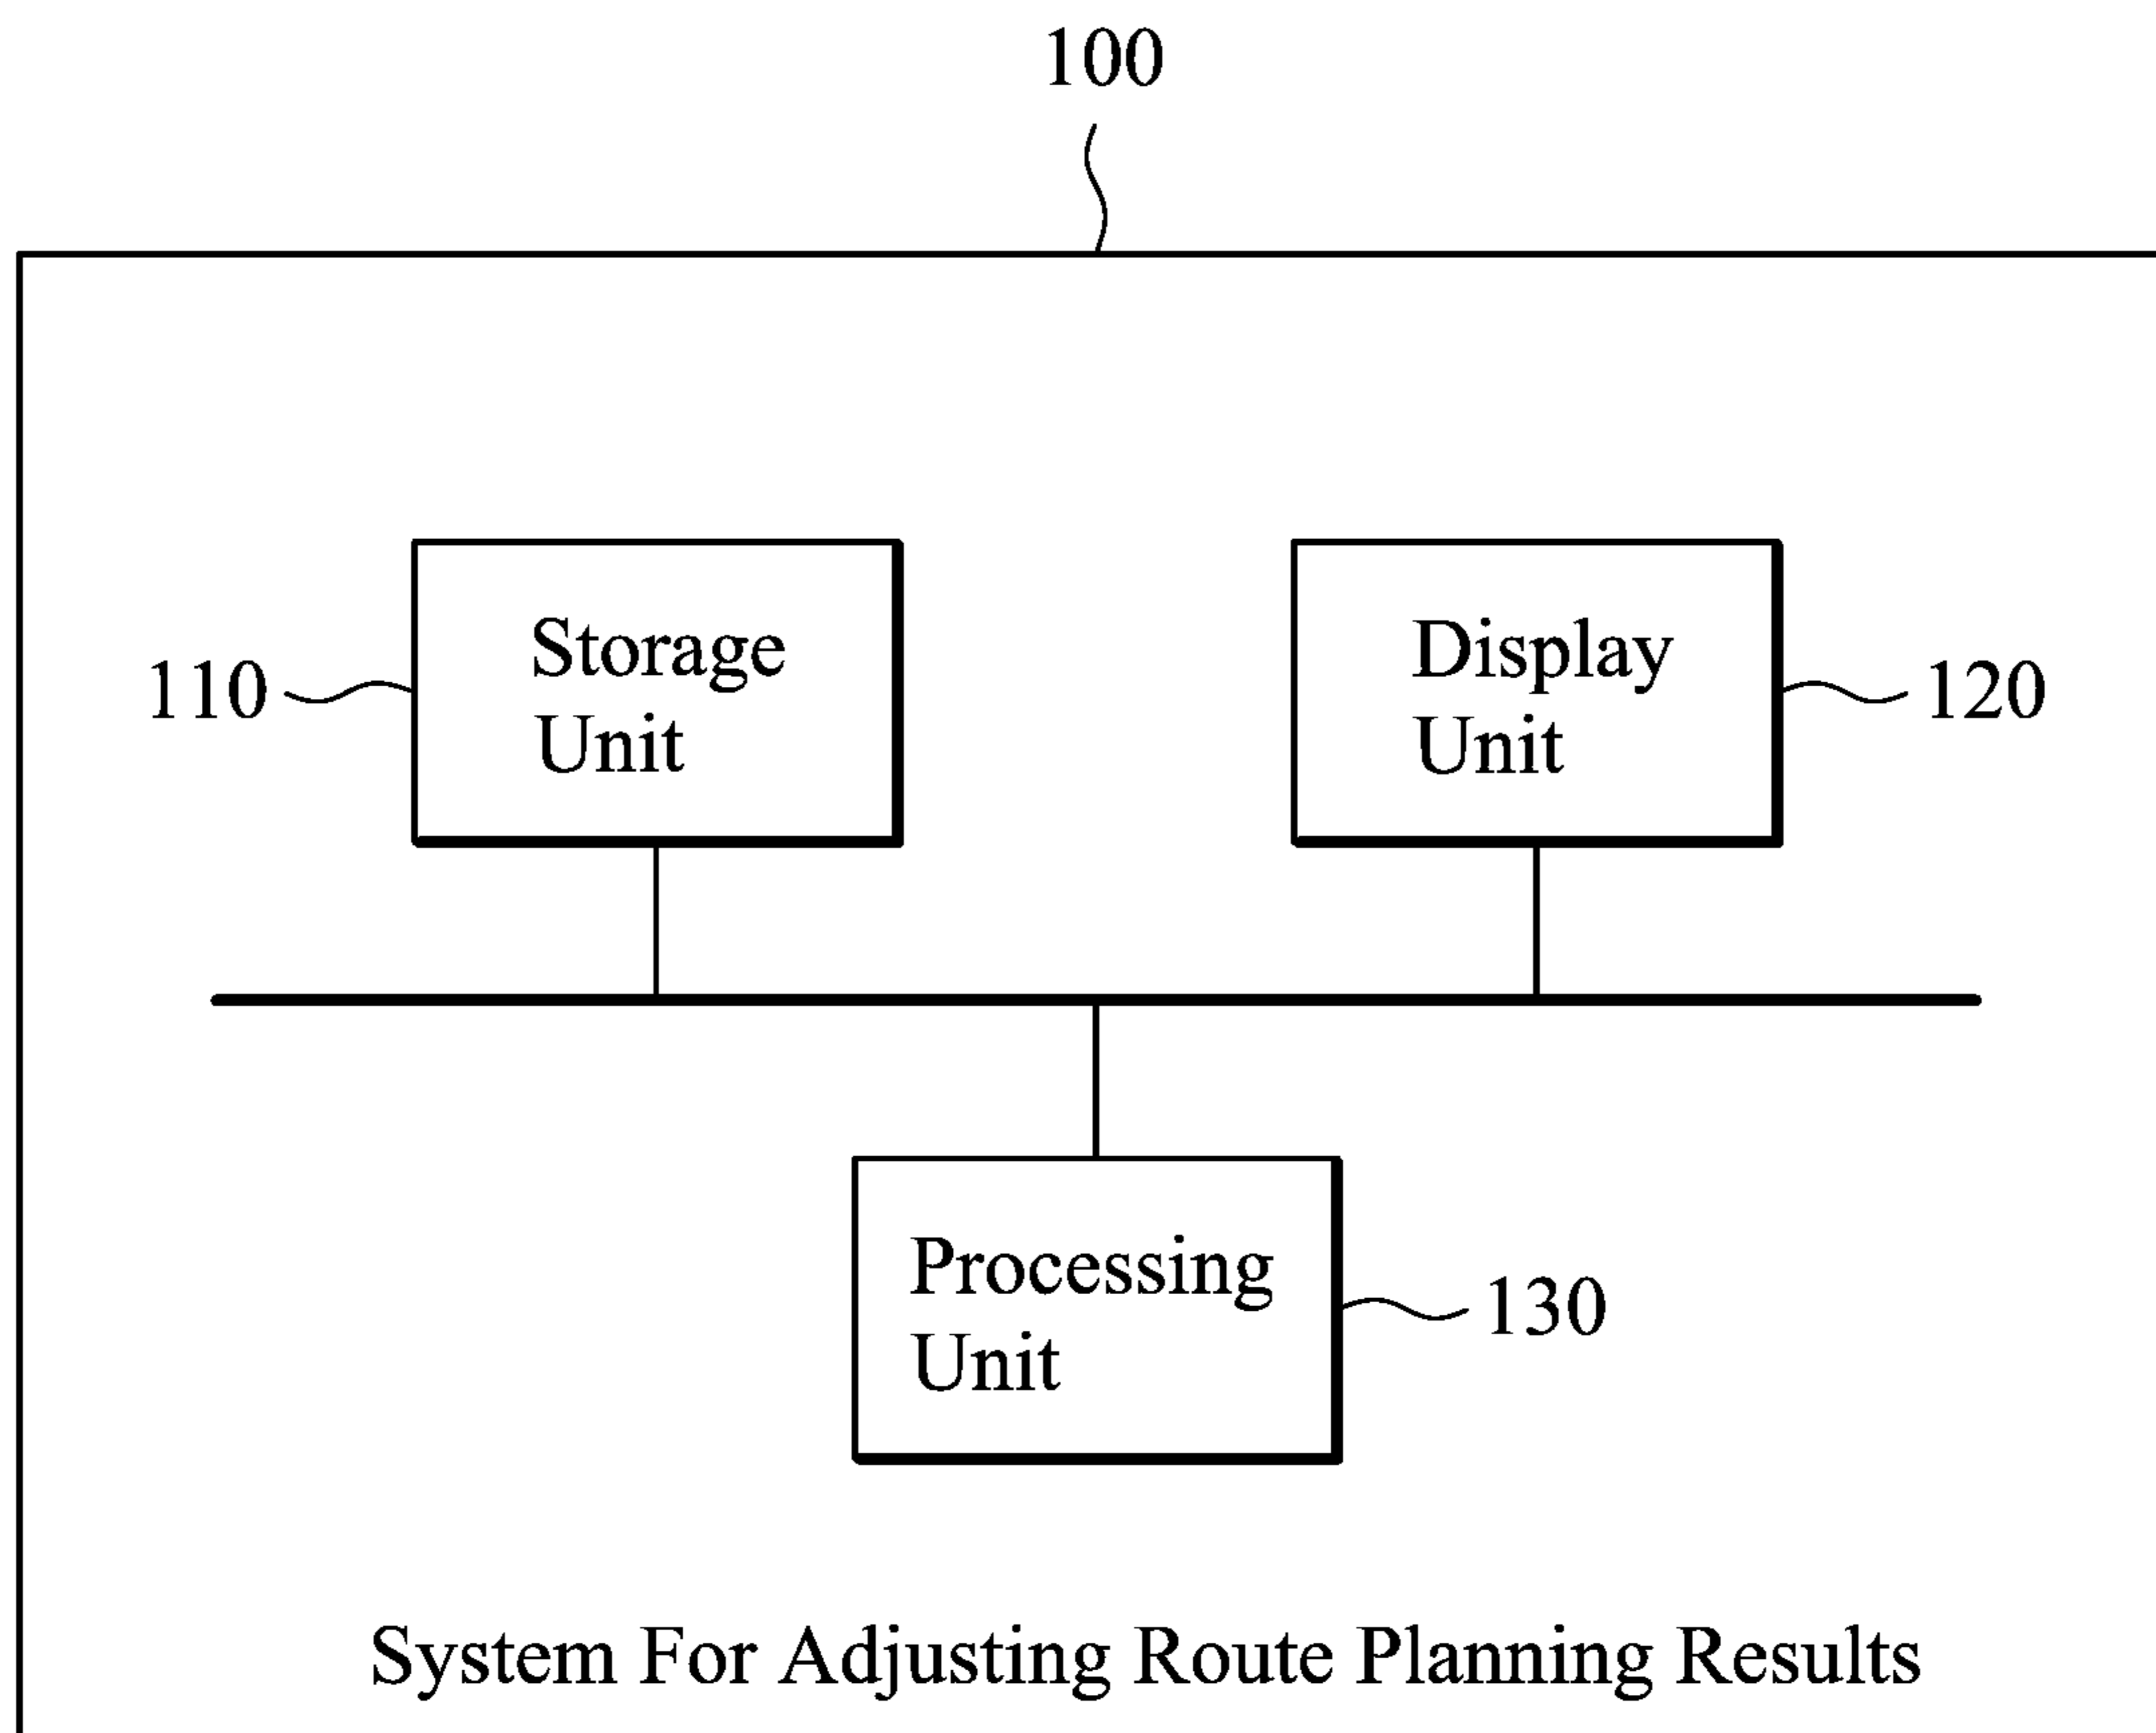 100
Storage
Unit
110
Display
Unit
120
Processing
Unit
130
System For Adjusting Route Planning Results